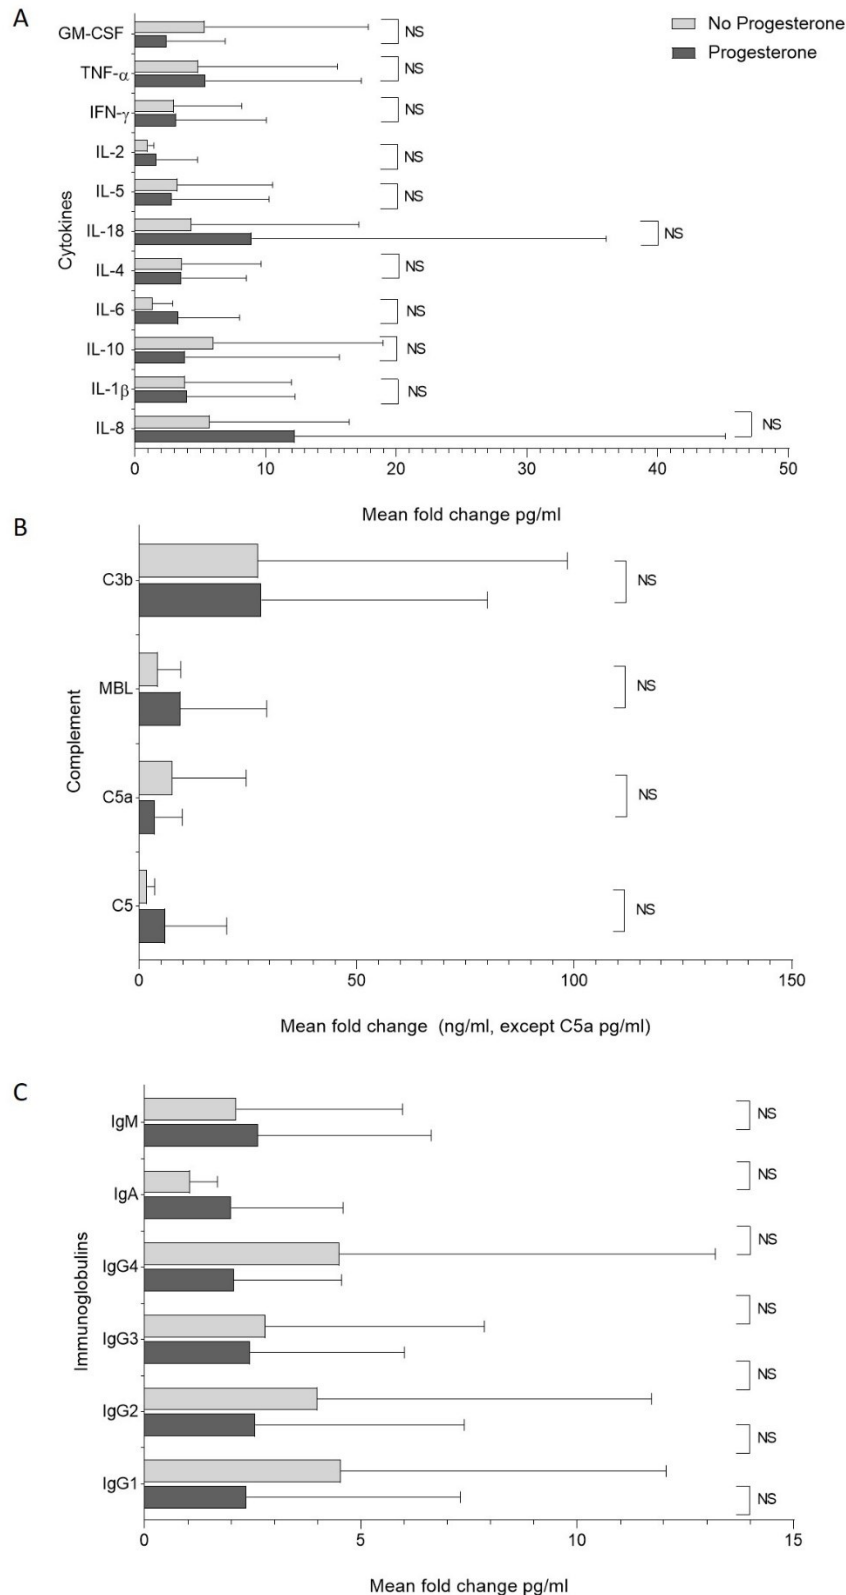 A
No Progesterone
Progesterone
GM-CSF
NS
TNF-α
NS
IFN-γ
NS
IL-2
NS
IL-5
NS
IL-18
NS
IL-4
NS
IL-6
NS
IL-10
NS
IL-1β
NS
IL-8
NS
Cytokines
0 10 20 30 40 50
Mean fold change pg/ml
B
C3b
NS
MBL
NS
C5a
NS
C5
NS
Complement
0 50 100 150
Mean fold change (ng/ml, except C5a pg/ml)
C
IgM
NS
IgA
NS
IgG4
NS
IgG3
NS
IgG2
NS
NS
IgG1
NS
Immunoglobulins
0 5 10 15
Mean fold change pg/ml